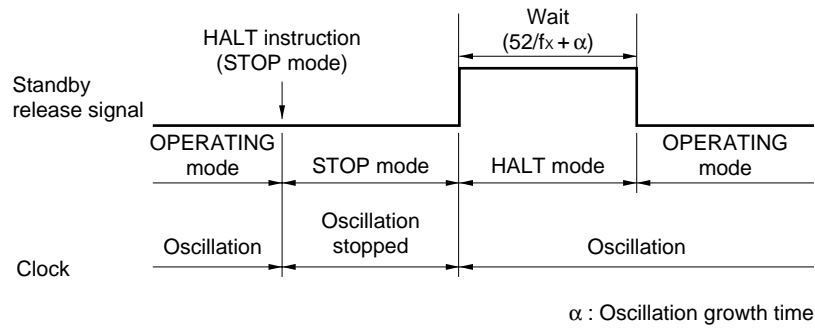 Wait
(52/fx + α)
HALT instruction
(STOP mode)
Standby
release signal
OPERATING
mode
STOP mode
HALT mode
OPERATING
mode
Oscillation
Oscillation
stopped
Oscillation
Clock
α : Oscillation growth time